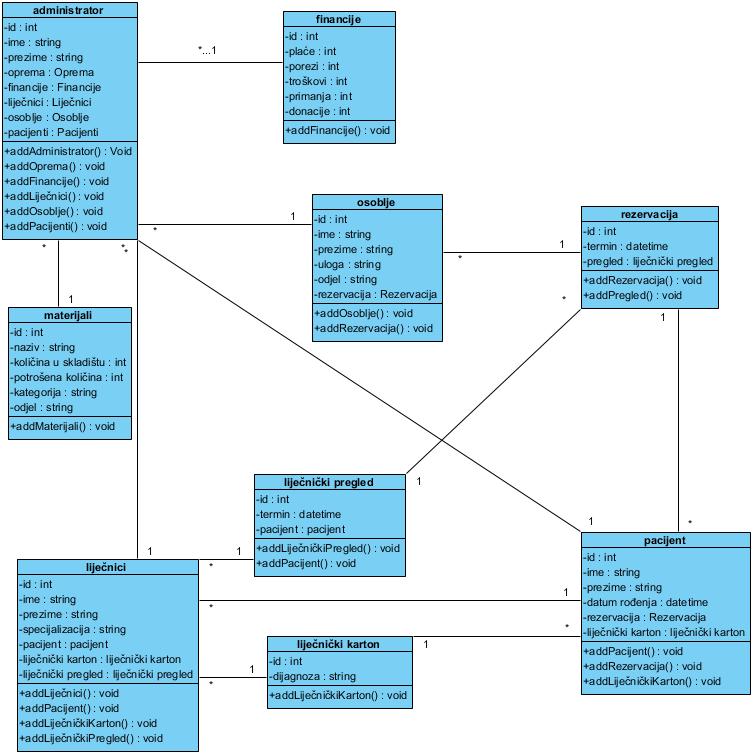 administrator
-id : int
-ime : string
-prezime : string
-oprema : Oprema
-financije : Financije
-liječnici : Liječnici
-osoblje : Osoblje
-pacijenti : Pacijenti
+addAdministrator() : Void
+addOprema() : void
+addFinancije() : void
+addLiječnici() : void
+addOsoblje() : void
+addPacijenti() : void
*...1
financije
-id : int
-plaće : int
-porezi : int
-troškovi : int
-primanja : int
-donacije : int
+addFinancije() : void
*
1
osoblje
-id : int
-ime : string
-prezime : string
-uloga : string
-odjel : string
-rezervacija : Rezervacija
+addOsoblje() : void
+addRezervacija() : void
*
1
rezervacija
-id : int
-termin : datetime
-pregled : liječnički pregled
+addRezervacija() : void
+addPregled() : void
*
*
*
1
*
1
materijali
-id : int
-naziv : string
-količina u skladištu : int
-potrošena količina : int
-kategorija : string
-odjel : string
+addMaterijali() : void
1
liječnički pregled
-id : int
-termin : datetime
-pacijent : pacijent
+addLiječničkiPregled() : void
+addPacijent() : void
1
*
1
1
*
liječnici
-id : int
-ime : string
-prezime : string
-specijalizacija : string
-pacijent : pacijent
-liječnički karton : liječnički karton
-liječnički pregled : liječnički pregled
+addLiječnici() : void
+addPacijent() : void
+addLiječničkiKarton() : void
+addLiječničkiPregled() : void
*
1
*
1
liječnički karton
-id : int
-dijagnoza : string
+addLiječničkiKarton() : void
1
*
pacijent
-id : int
-ime : string
-prezime : string
-datum rođenja : datetime
-rezervacija : Rezervacija
-liječnički karton : liječnički karton
+addPacijent() : void
+addRezervacija() : void
+addLiječničkiKarton() : void